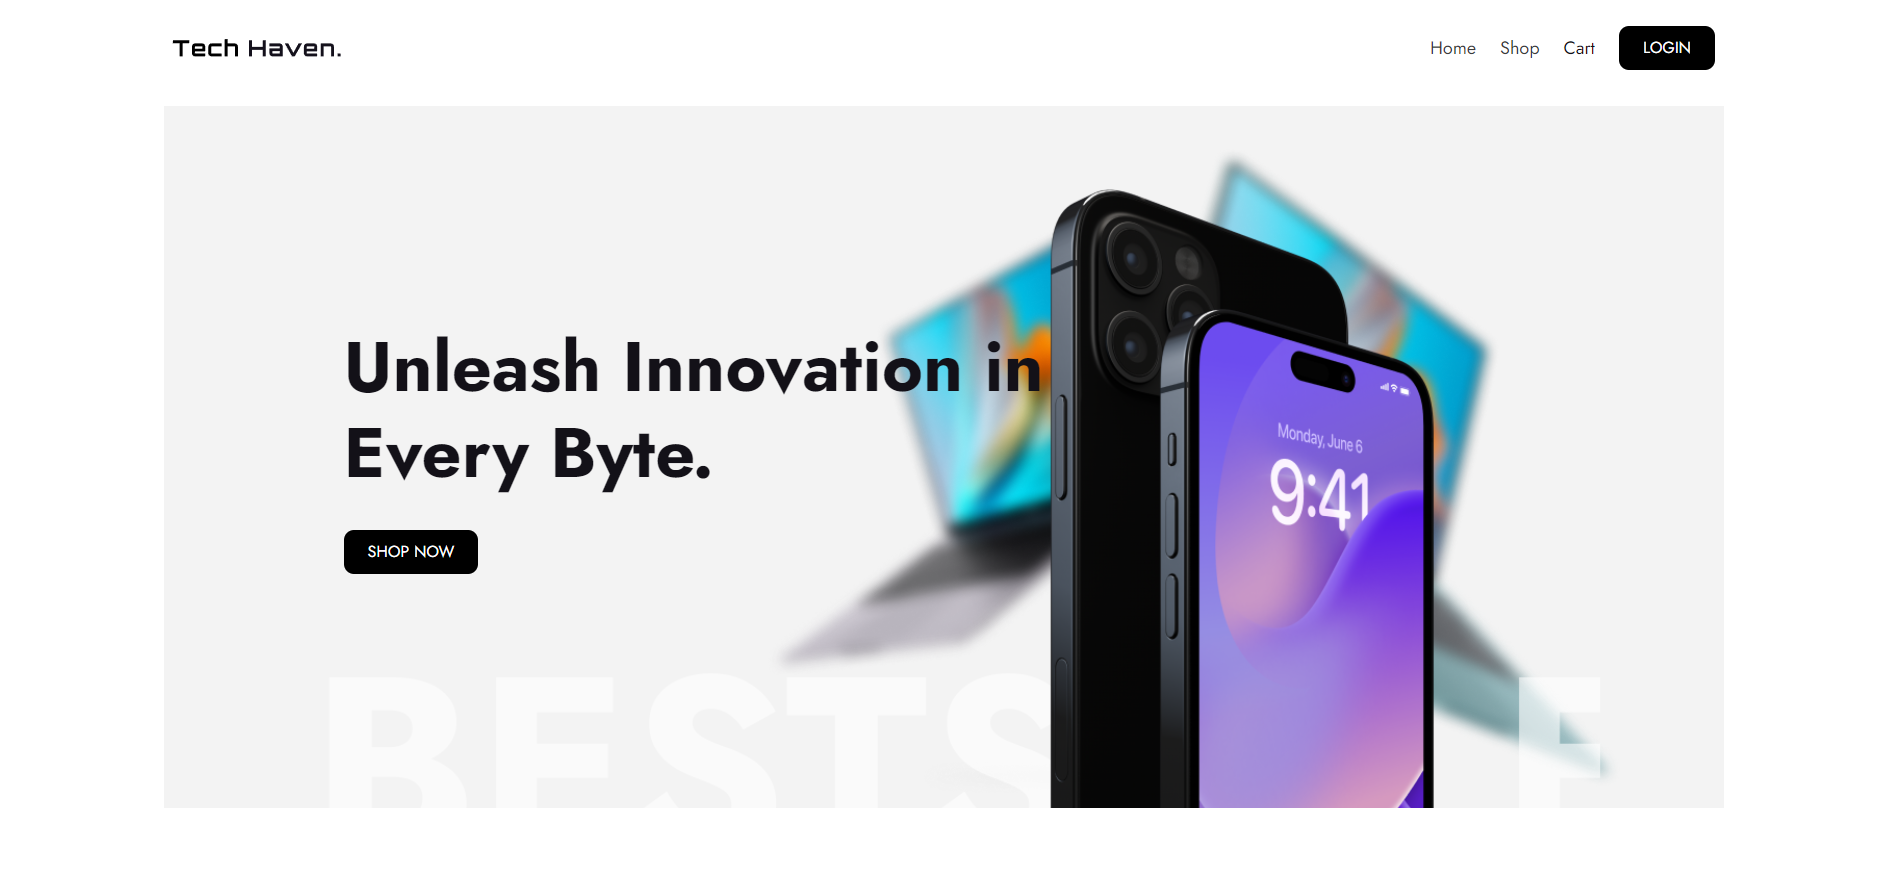 Tech Haven.
Home Shop Cart LOGIN
Unleash Innovation in
Every Byte.
SHOP NOW
Monday, June 6
9:41